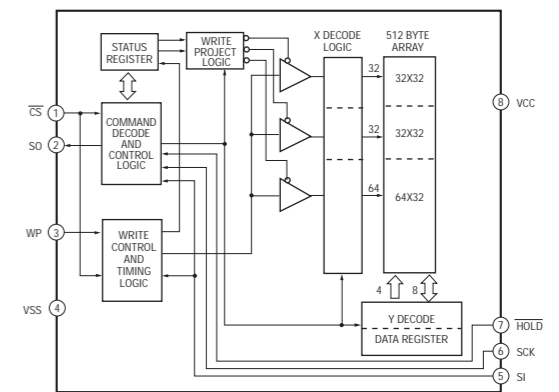 STATUS
REGISTER
WRITE
PROJECT
LOGIC
X DECODE
LOGIC
512 BYTE
ARRAY
32
32X32
32
32X32
64
64X32
CS
1
SO
2
COMMAND
DECODE
AND
CONTROL
LOGIC
8
VCC
WP
3
WRITE
CONTROL
AND
TIMING
LOGIC
VSS
4
4
8
Y DECODE
DATA REGISTER
7
HOLD
6
SCK
5
SI